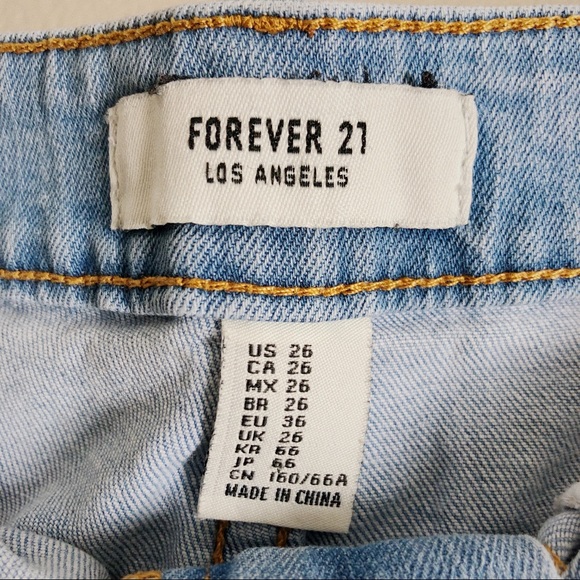 FOREVER 21
LOS ANGELES
US 26
CA 26
MX 26
BR 26
EU 36
UK 26
KR 66
JP 66
CN 160/66A
MADE IN CHINA